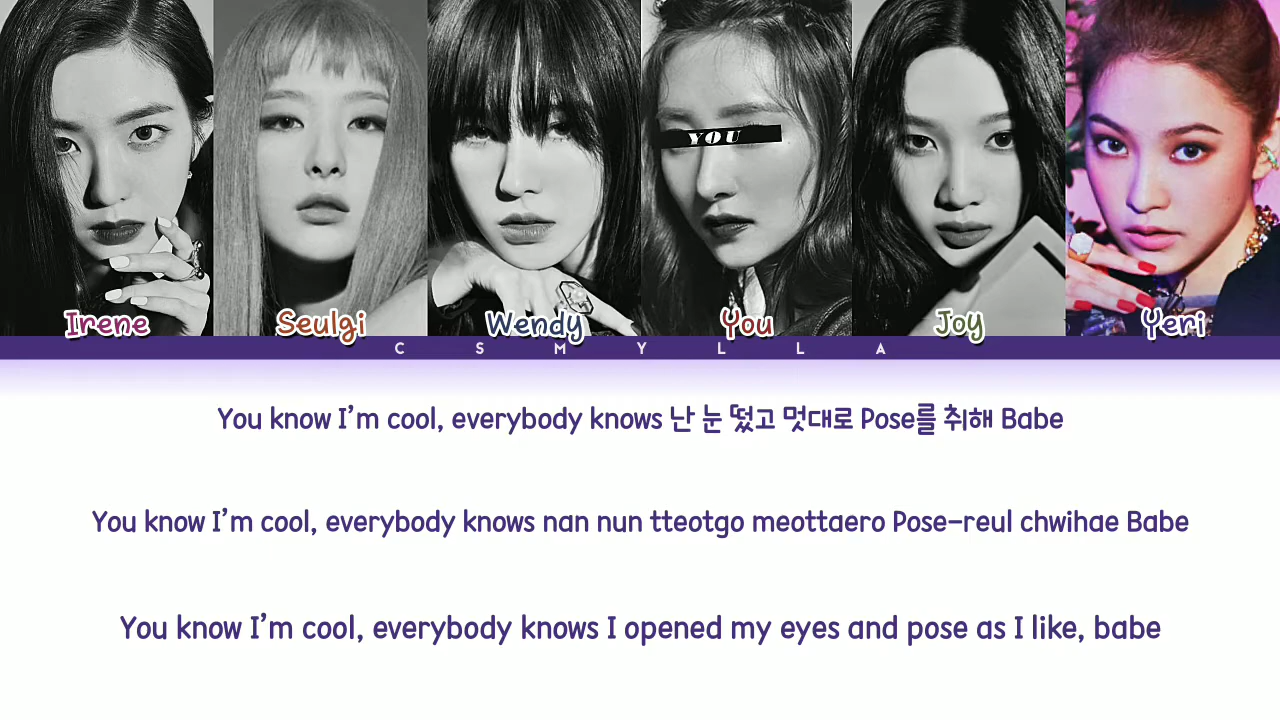 YOU
Irene Seulgi Wendy You Joy Yeri
CSMYLLA
You know I’m cool, everybody knows 난 눈 떴고 멋대로 Pose를 취해 Babe
You know I’m cool, everybody knows nan nun tteotgo meottaero Pose-reul chwihae Babe
You know I’m cool, everybody knows I opened my eyes and pose as I like, babe